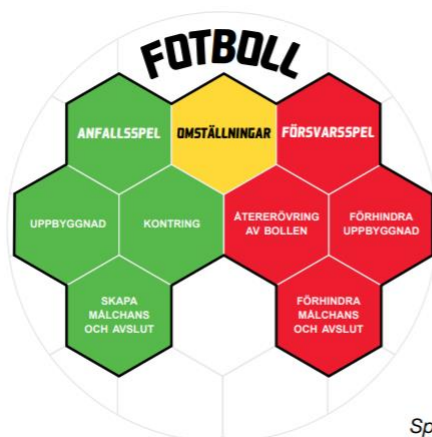 FOTBOLL
ANFALLSSPEL
OMSTÄLLNINGAR
FÖRSVARSSPEL
UPPBYGGNAD
KONTRING
ÅTERERÖVRING
AV BOLLEN
FÖRHINDRA
UPPBYGGNAD
SKAPA
MÅLCHANS
OCH AVSLUT
FÖRHINDRA
MÅLCHANS
OCH AVSLUT
Sp